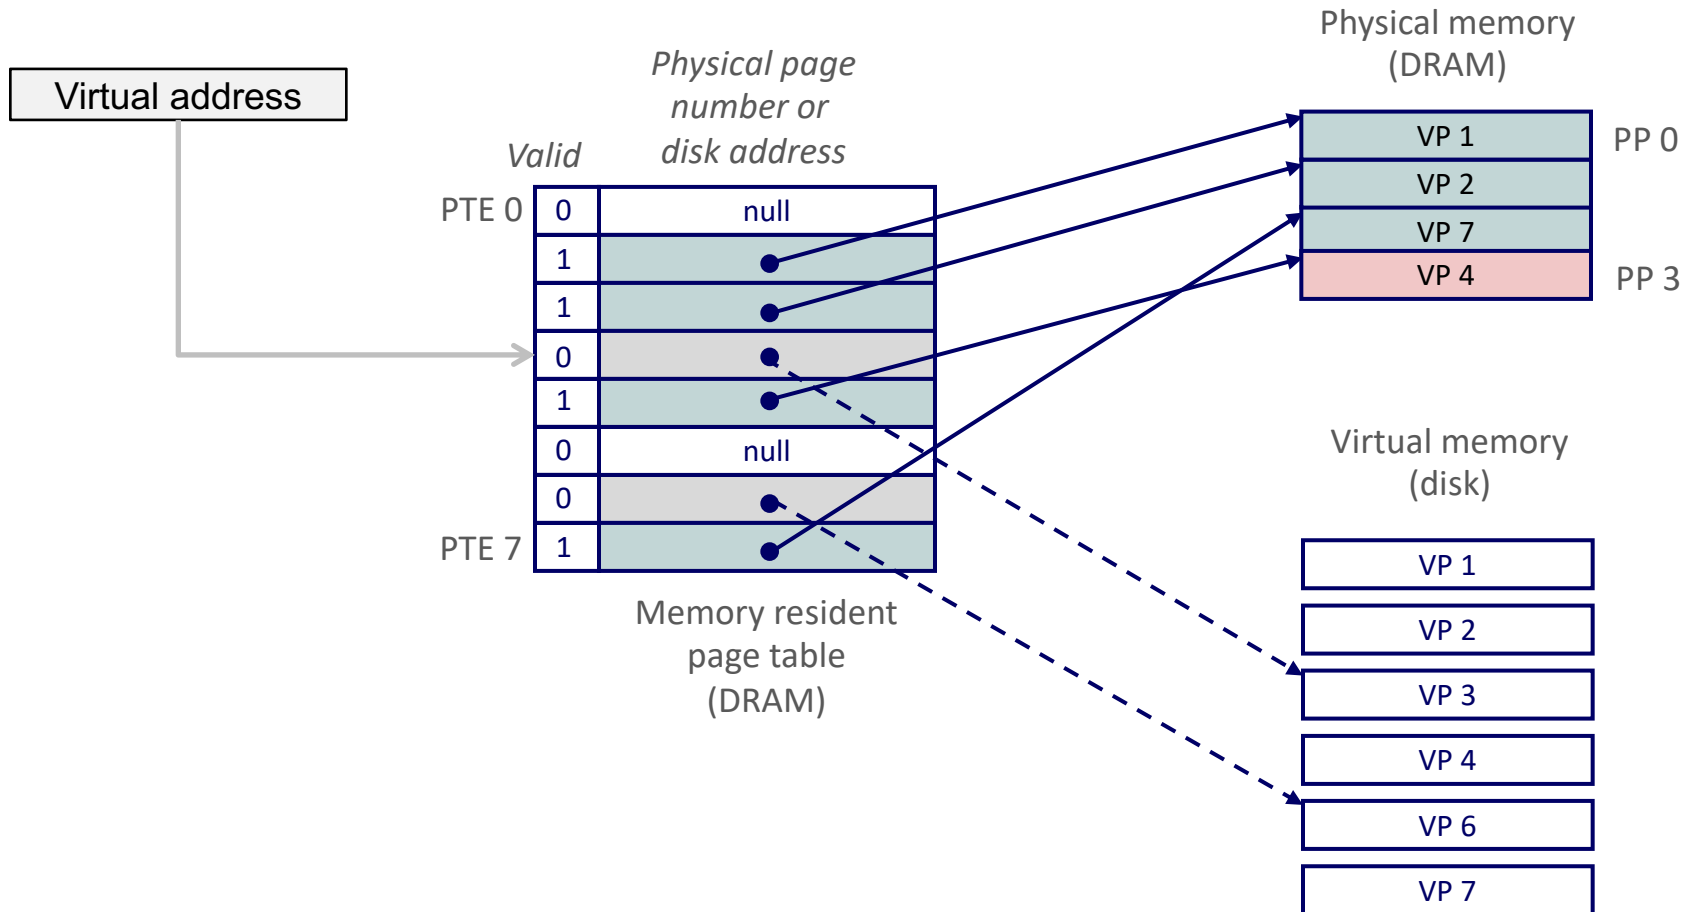 Virtual address
Physical page
number or
disk address
Valid
PTE 0
0
null
1
1
0
1
0
null
0
PTE 7
1
Memory resident
page table
(DRAM)
Physical memory
(DRAM)
VP 1
PP 0
VP 2
VP 7
VP 4
PP 3
Virtual memory
(disk)
VP 1
VP 2
VP 3
VP 4
VP 6
VP 7